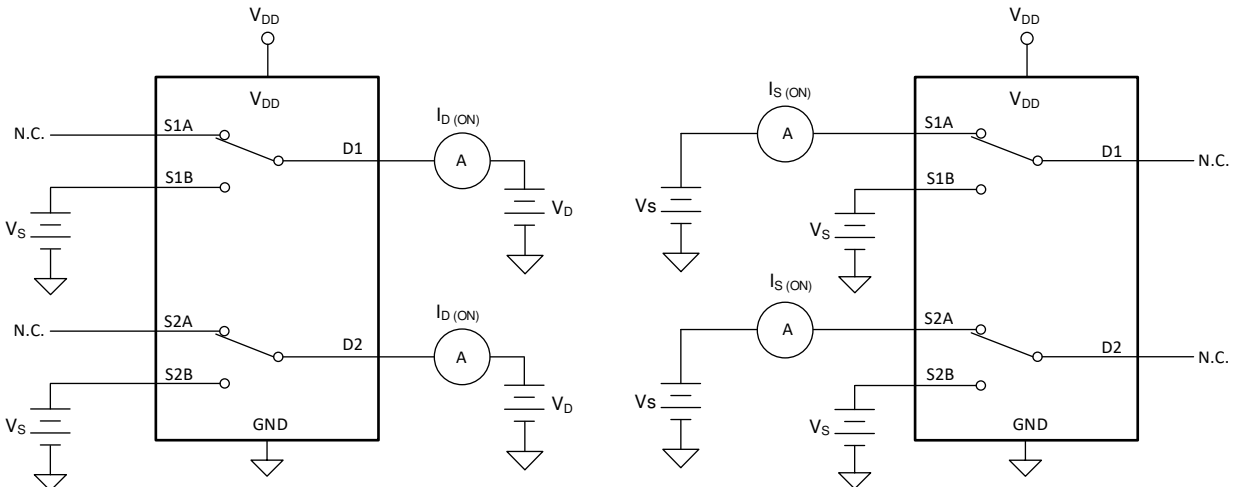 VDD
VDD
S1A
N.C.
D1
ID (ON)
A
S1B
VS
VD
S2A
N.C.
D2
ID (ON)
A
S2B
VS
VD
GND
VDD
VDD
IS (ON)
A
S1A
D1
N.C.
S1B
Vs
VS
IS (ON)
A
S2A
D2
N.C.
S2B
Vs
VS
GND